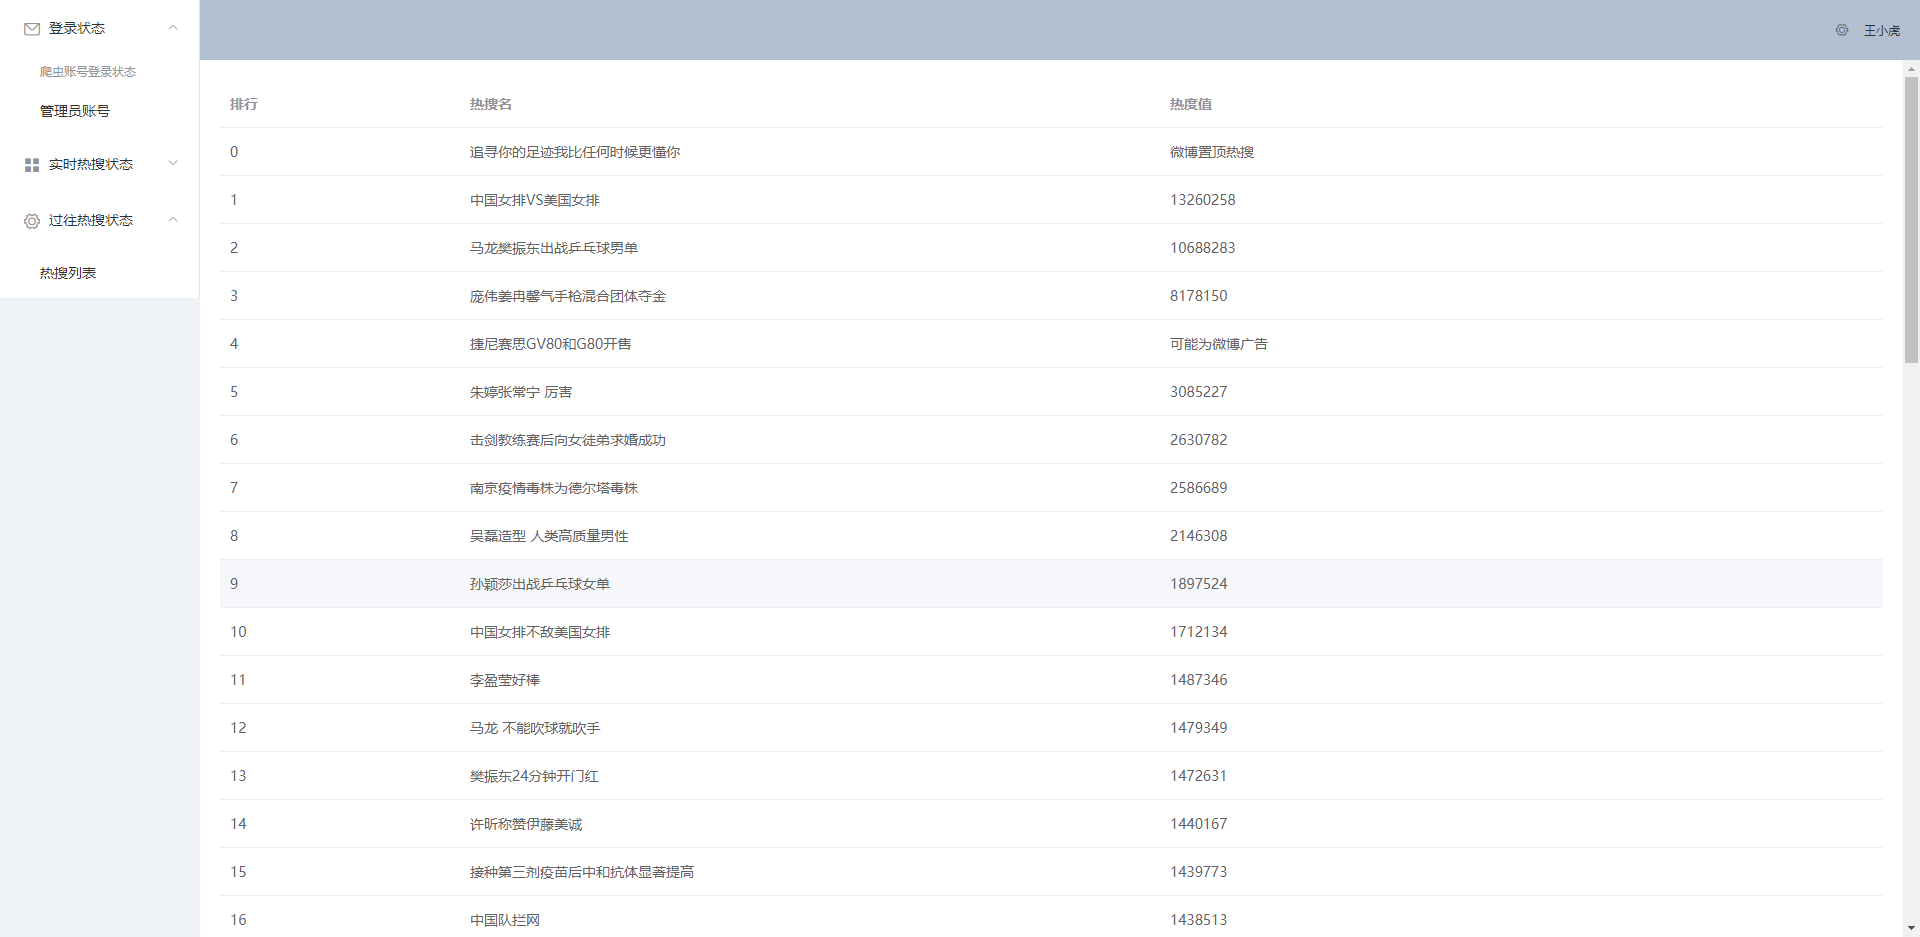 登录状态
爬虫账号登录状态
管理员账号
实时热搜状态
过往热搜状态
热搜列表
王小虎
排行 热搜名 热度值
0 追寻你的足迹我比任何时候更懂你 微博置顶热搜
1 中国女排VS美国女排 13260258
2 马龙樊振东出战乒乓球男单 10688283
3 庞伟姜冉馨气手枪混合团体夺金 8178150
4 捷尼赛思GV80和G80开售 可能为微博广告
5 朱婷张常宁 厉害 3085227
6 击剑教练赛后向女徒弟求婚成功 2630782
7 南京疫情毒株为德尔塔毒株 2586689
8 吴磊造型 人类高质量男性 2146308
9 孙颖莎出战乒乓球女单 1897524
10 中国女排不敌美国女排 1712134
11 李盈莹好棒 1487346
12 马龙 不能吹球就吹手 1479349
13 樊振东24分钟开门红 1472631
14 许昕称赞伊藤美诚 1440167
15 接种第三剂疫苗后中和抗体显著提高 1439773
16 中国队拦网 1438513